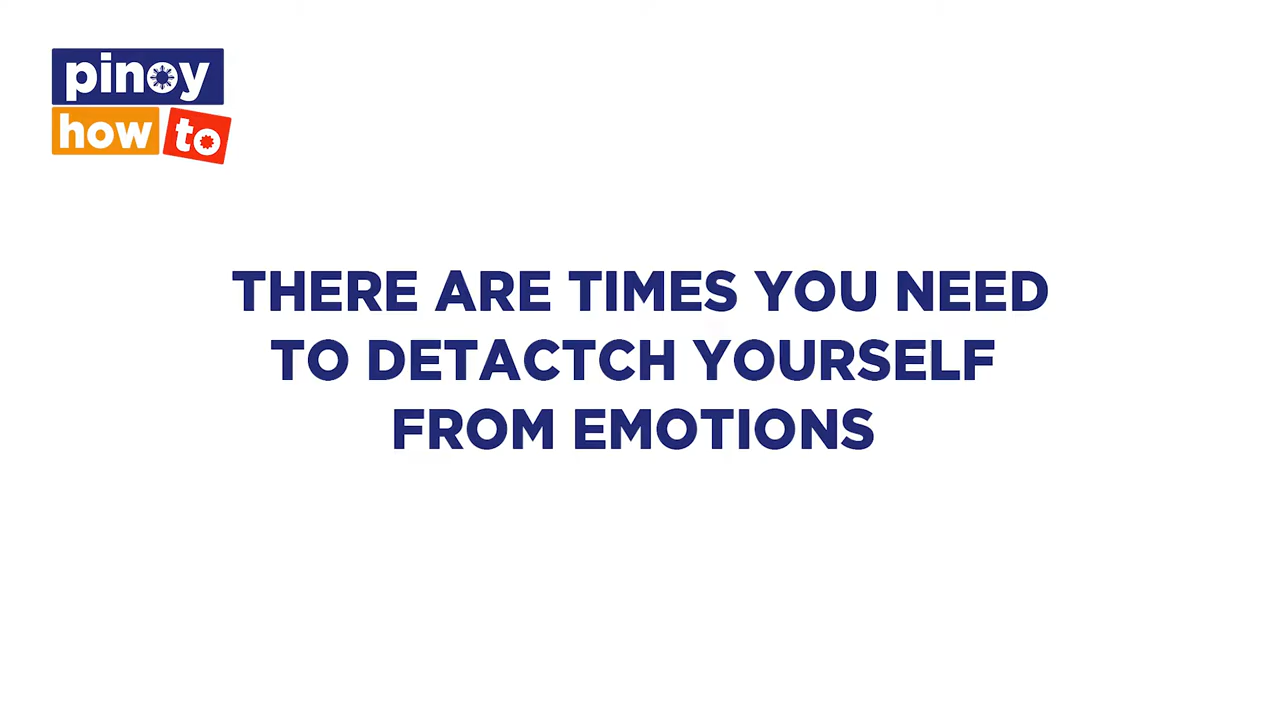 pinoy
how to
THERE ARE TIMES YOU NEED
TO DETACTCH YOURSELF
FROM EMOTIONS